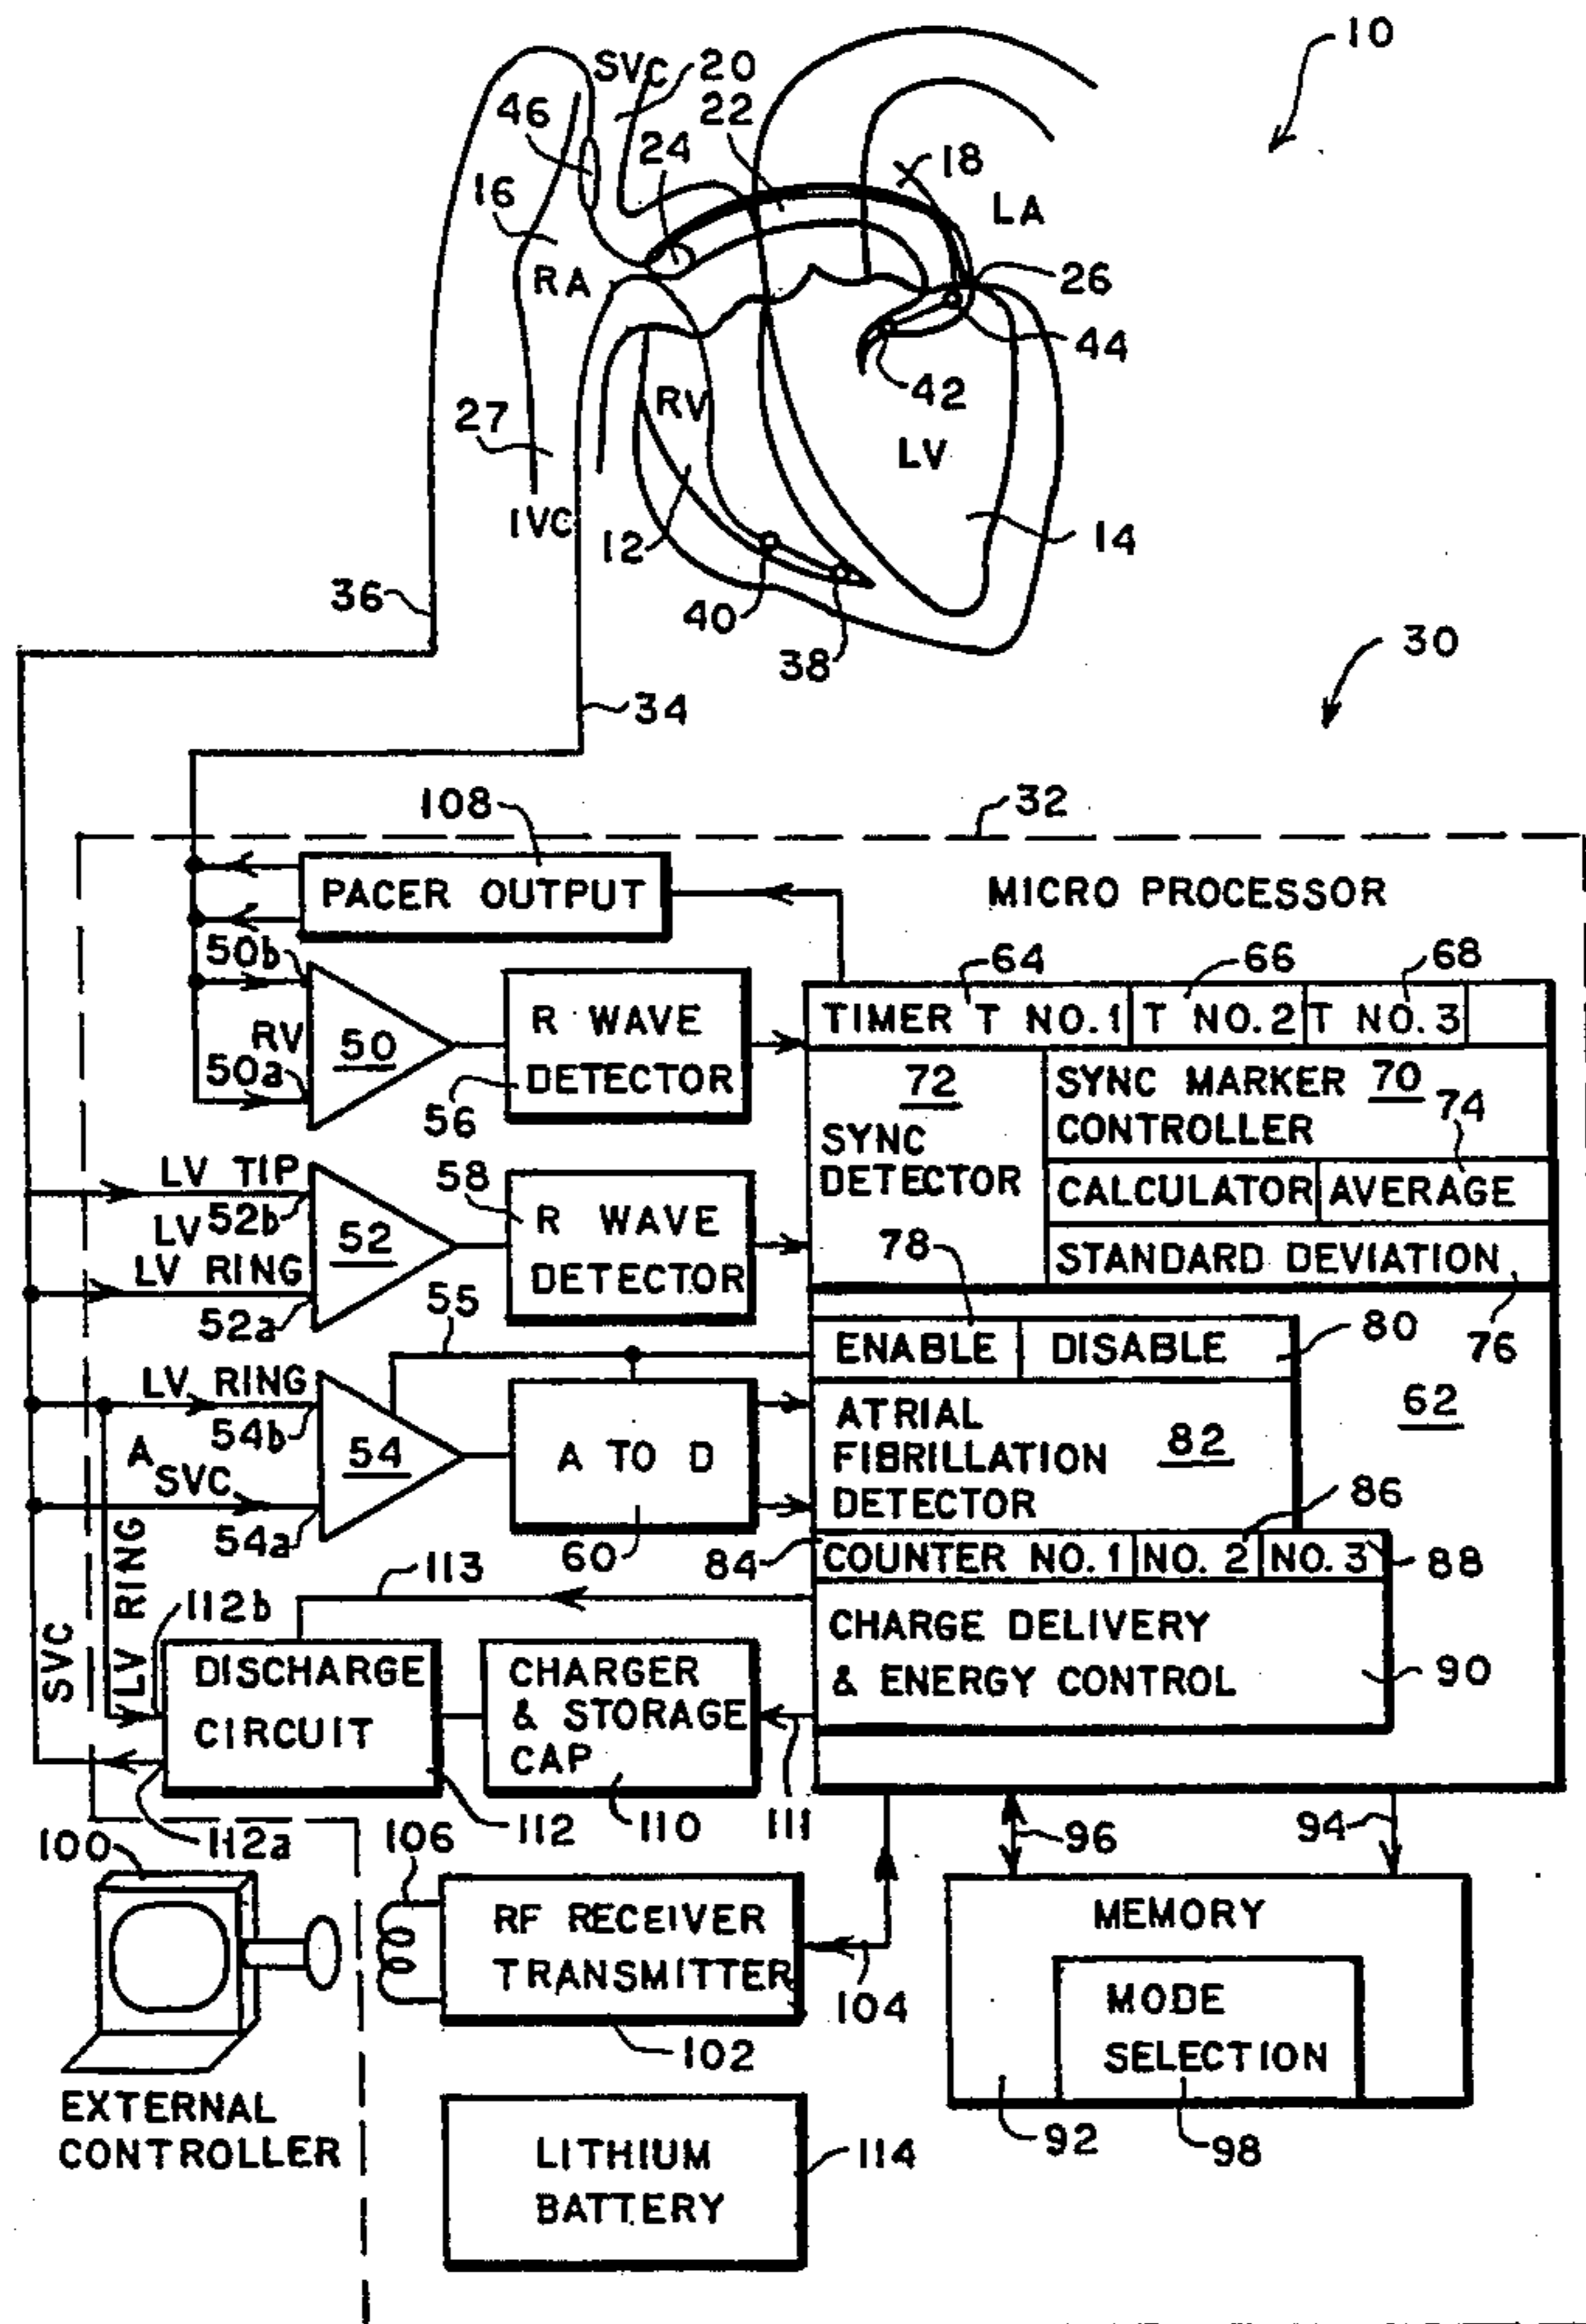 10
SVC 20
46 22
24
16 18
LA
RA 26
44
RV 42
27
LV
IVC
12 14
36
40
38 30
34
108 32
PACER OUTPUT MICRO PROCESSOR
50b 64 66 68
TIMER T NO. 1 T NO. 2 T NO. 3
RV 50 R WAVE
DETECTOR
50a 56
72 SYNC MARKER 70
CONTROLLER 74
SYNC
DETECTOR
CALCULATOR AVERAGE
STANDARD DEVIATION
76
LV TIP
52b 58
LV 52 R WAVE
DETECTOR
LV RING
52a 55
78
ENABLE DISABLE 80
LV RING
54b
54 A TO D
A SVC
54a 60
ATRIAL
FIBRILLATION
DETECTOR
82 62
86
84 COUNTER NO. 1 NO. 2 NO. 3 88
113
CHARGE DELIVERY
& ENERGY CONTROL 90
SVC
LV RING
112b
DISCHARGE
CIRCUIT
CHARGER
& STORAGE
CAP
112a 112 110 111
96 94
100 106
RF RECEIVER
TRANSMITTER
104
102
MEMORY
MODE
SELECTION
92 98
EXTERNAL
CONTROLLER
LITHIUM
BATTERY
114